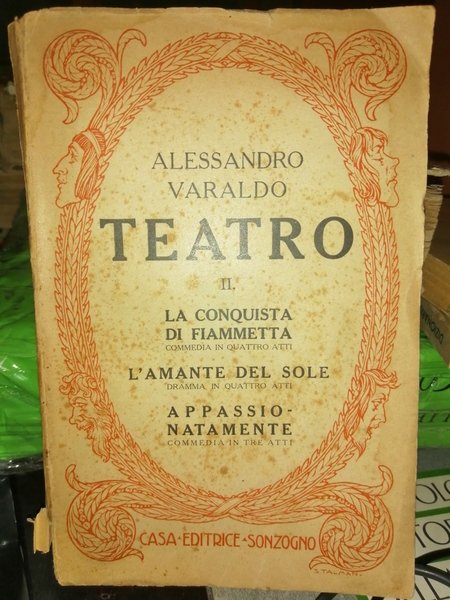 ALESSANDRO
VARALDO
TEATRO
II.
LA CONQUISTA
DI FIAMMETTA
COMMEDIA IN QUATTRO ATTI
L'AMANTE DEL SOLE
DRAMMA IN QUATTRO ATTI
APPASSIO-
NATAMENTE
COMMEDIA IN TRE ATTI
CASA·EDITRICE·SONZOGNO
S. TALMAN.